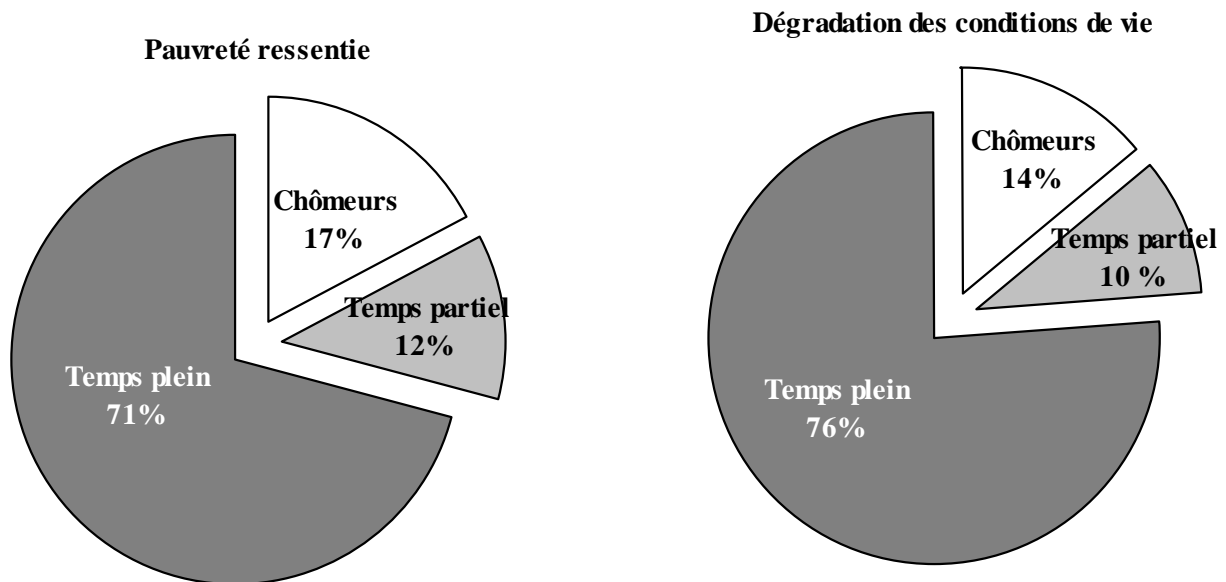 Pauvreté ressentie
Chômeurs
17%
Temps partiel
12%
Temps plein
71%
Dégradation des conditions de vie
Chômeurs
14%
Temps partiel
10 %
Temps plein
76%